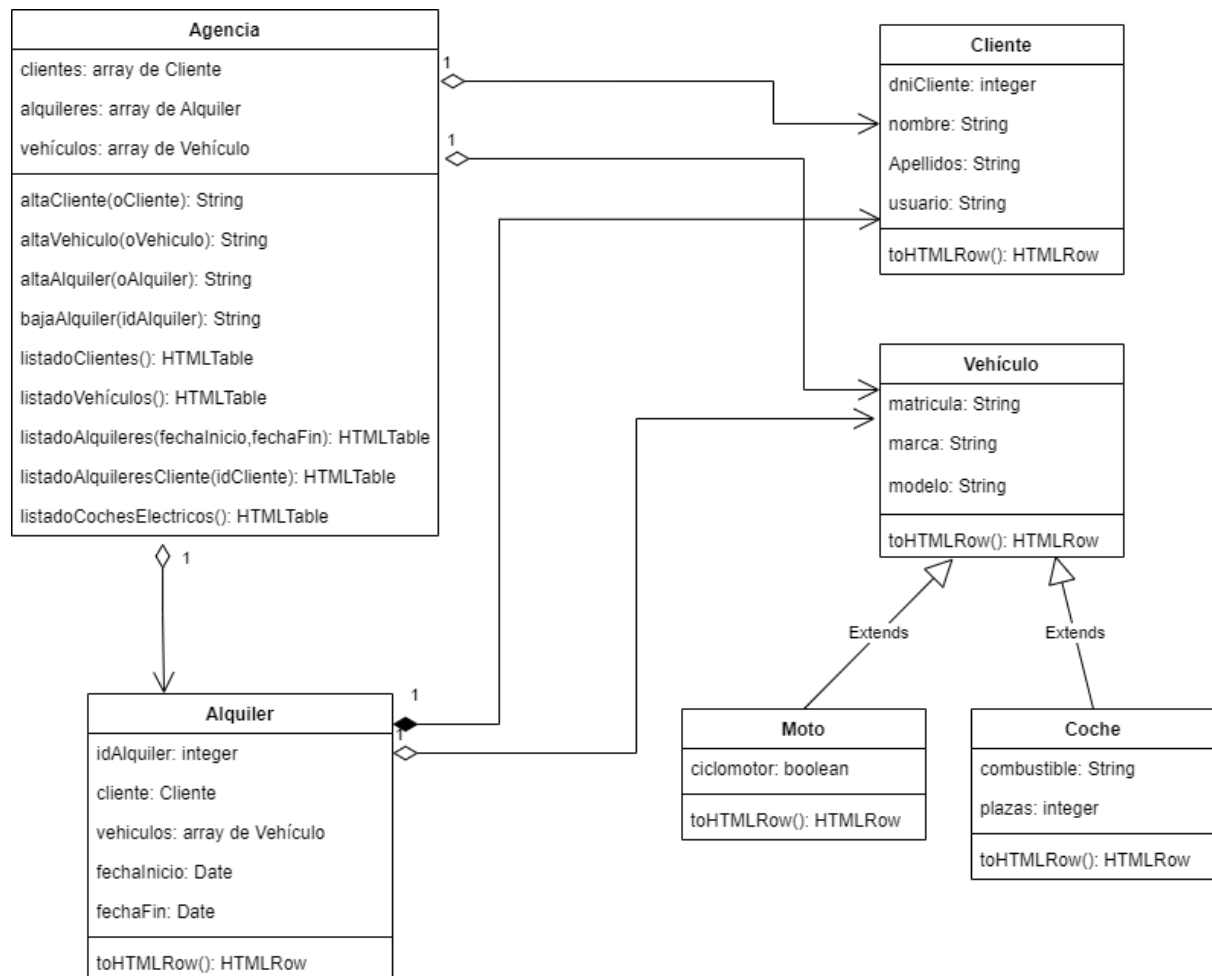 Agencia
clientes: array de Cliente
alquileres: array de Alquiler
vehículos: array de Vehículo
altaCliente(oCliente): String
altaVehiculo(oVehiculo): String
altaAlquiler(oAlquiler): String
bajaAlquiler(idAlquiler): String
listadoClientes(): HTMLTable
listadoVehículos(): HTMLTable
listadoAlquileres(fechaInicio,fechaFin): HTMLTable
listadoAlquileresCliente(idCliente): HTMLTable
listadoCochesElectricos(): HTMLTable
1
1
1
Cliente
dniCliente: integer
nombre: String
Apellidos: String
usuario: String
toHTMLRow(): HTMLRow
Vehículo
matricula: String
marca: String
modelo: String
toHTMLRow(): HTMLRow
Extends
Extends
Alquiler
idAlquiler: integer
cliente: Cliente
vehiculos: array de Vehículo
fechaInicio: Date
fechaFin: Date
toHTMLRow(): HTMLRow
1
1
Moto
ciclomotor: boolean
toHTMLRow(): HTMLRow
Coche
combustible: String
plazas: integer
toHTMLRow(): HTMLRow